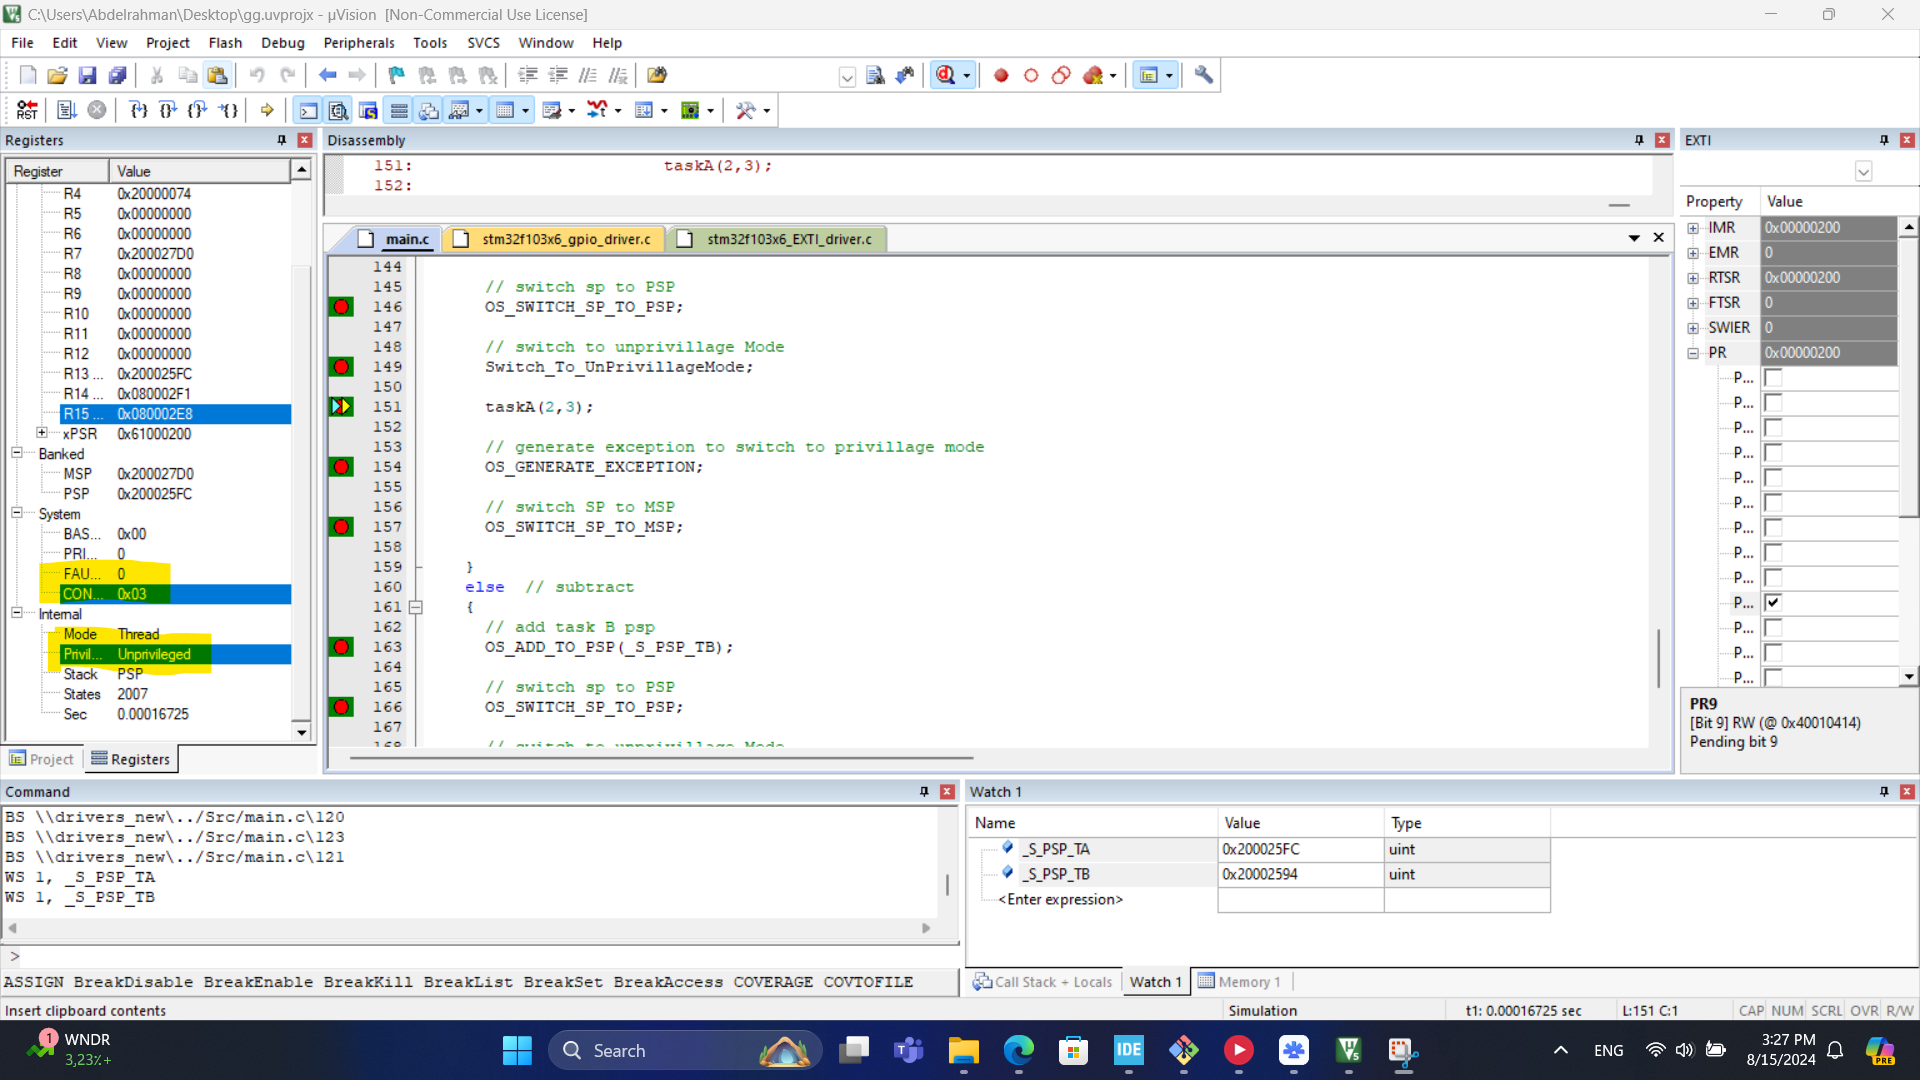 C:\Users\Abdelrahman\Desktop\gg.uvprojx - µVision  [Non-Commercial Use License]
File Edit View Project Flash Debug Peripherals Tools SVCS Window Help
RST
Registers
Register Value
R4 0x20000074
R5 0x00000000
R6 0x00000000
R7 0x200027D0
R8 0x00000000
R9 0x00000000
R10 0x00000000
R11 0x00000000
R12 0x00000000
R13 ... 0x200025FC
R14 ... 0x080002F1
R15 ... 0x080002E8
xPSR 0x61000200
Banked
MSP 0x200027D0
PSP 0x200025FC
System
BAS... 0x00
PRI... 0
FAU... 0
CON... 0x03
Internal
Mode Thread
Privil... Unprivileged
Stack PSP
States 2007
Sec 0.00016725
Project Registers
Disassembly
151: taskA(2,3);
152:
main.c stm32f103x6_gpio_driver.c stm32f103x6_EXTI_driver.c
144
145 // switch sp to PSP
146 OS_SWITCH_SP_TO_PSP;
147
148 // switch to unprivillage Mode
149 Switch_To_UnPrivillageMode;
150
151 taskA(2,3);
152
153 // generate exception to switch to privillage mode
154 OS_GENERATE_EXCEPTION;
155
156 // switch SP to MSP
157 OS_SWITCH_SP_TO_MSP;
158
159 }
160 else // subtract
161 {
162 // add task B psp
163 OS_ADD_TO_PSP(_S_PSP_TB);
164
165 // switch sp to PSP
166 OS_SWITCH_SP_TO_PSP;
167
168 // switch to unprivillage Mode
EXTI
Property Value
IMR 0x00000200
EMR 0
RTSR 0x00000200
FTSR 0
SWIER 0
PR 0x00000200
P...
P...
P...
P...
P...
P...
P...
P...
P...
P...
P...
P...
P...
PR9
[Bit 9] RW (@ 0x40010414)
Pending bit 9
Command
BS \\drivers_new\../Src/main.c\120
BS \\drivers_new\../Src/main.c\123
BS \\drivers_new\../Src/main.c\121
WS 1, _S_PSP_TA
WS 1, _S_PSP_TB
>
ASSIGN BreakDisable BreakEnable BreakKill BreakList BreakSet BreakAccess COVERAGE COVTOFILE
Watch 1
Name Value Type
_S_PSP_TA 0x200025FC uint
_S_PSP_TB 0x20002594 uint
<Enter expression>
Call Stack + Locals Watch 1 Memory 1
Insert clipboard contents Simulation t1: 0.00016725 sec L:151 C:1 CAP NUM SCRL OVR R/W
1 WNDR
3,23%+
Search
IDE
PRE
ENG
3:27 PM
8/15/2024